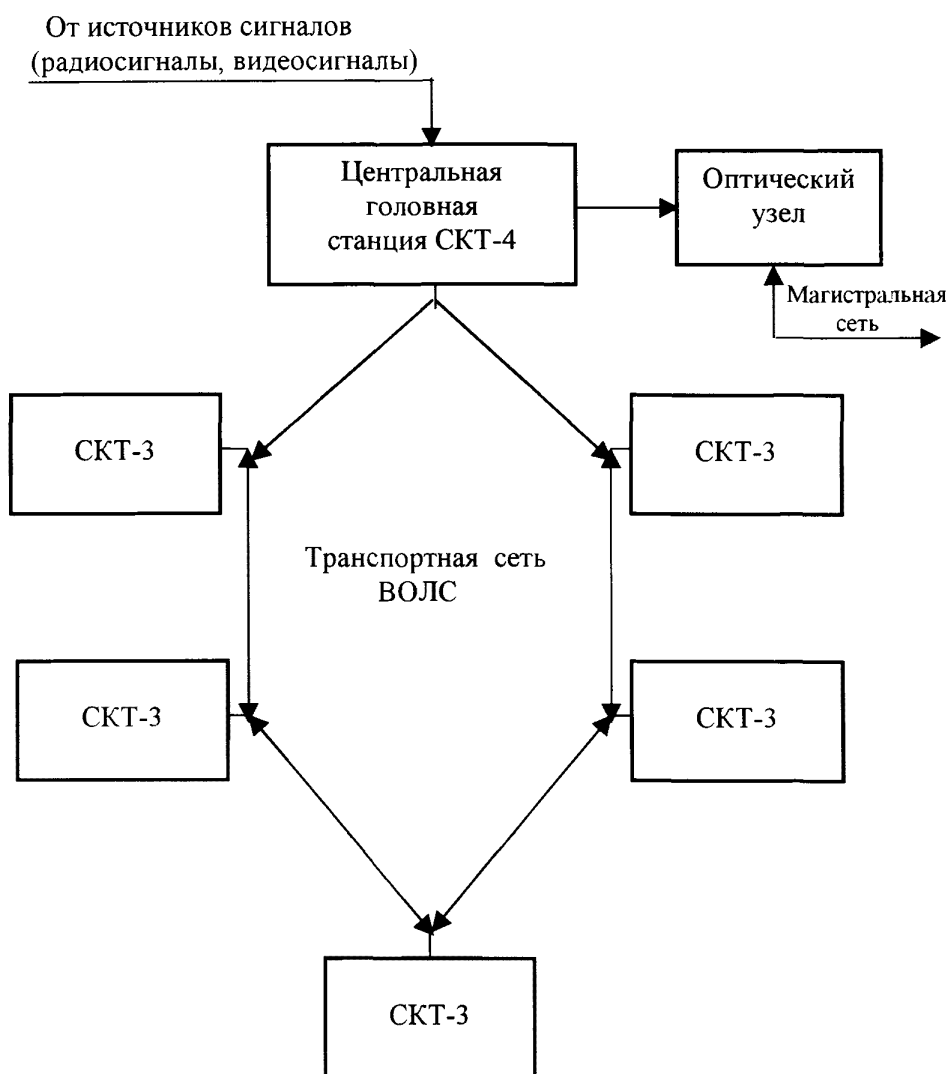 От источников сигналов
(радиосигналы, видеосигналы)
Центральная
головная
станция СКТ-4
Оптический
узел
Магистральная
сеть
СКТ-3
СКТ-3
Транспортная сеть
ВОЛС
СКТ-3
СКТ-3
СКТ-3